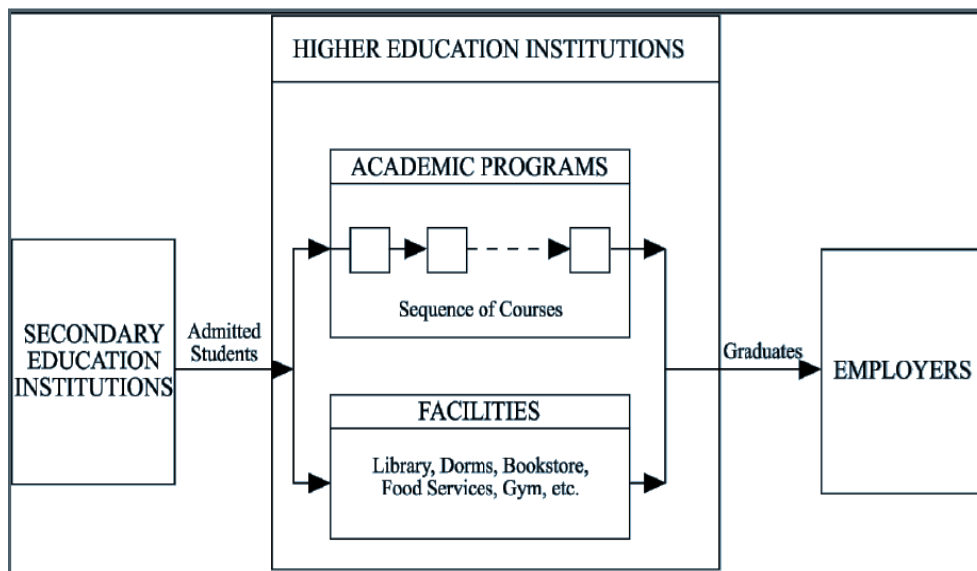 HIGHER EDUCATION INSTITUTIONS
ACADEMIC PROGRAMS
Sequence of Courses
SECONDARY
EDUCATION
INSTITUTIONS
Admitted
Students
Graduates
EMPLOYERS
FACILITIES
Library, Dorms, Bookstore,
Food Services, Gym, etc.